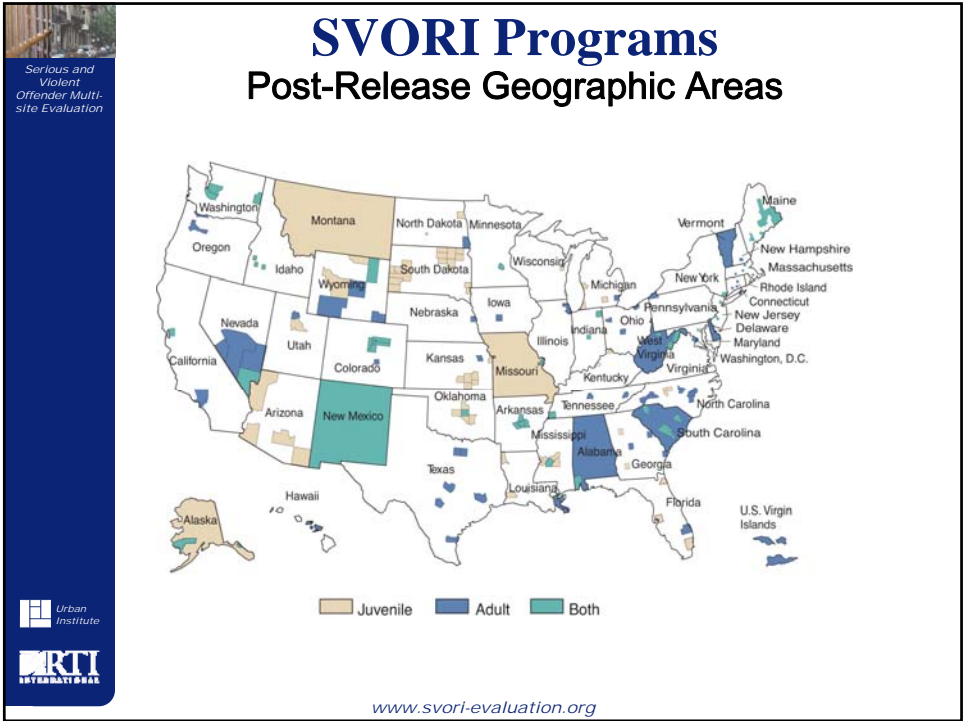 SVORI Programs
Post-Release Geographic Areas
Serious and
Violent
Offender Multi-
site Evaluation
Washington
Montana
North Dakota
Minnesota
Vermont
Maine
Oregon
Idaho
Wyoming
South Dakota
Wisconsin
Michigan
New York
New Hampshire
Massachusetts
Rhode Island
Connecticut
New Jersey
Delaware
Maryland
Washington, D.C.
Nevada
Utah
Colorado
Nebraska
Iowa
Illinois
Indiana
Ohio
Pennsylvania
West
Virginia
Virginia
California
Kansas
Missouri
Kentucky
Arizona
New Mexico
Oklahoma
Arkansas
Tennessee
North Carolina
South Carolina
Mississippi
Alabama
Georgia
Texas
Louisiana
Florida
Hawaii
Alaska
U.S. Virgin
Islands
Juvenile
Adult
Both
Urban
Institute
RTI
INTERNATIONAL
www.svori-evaluation.org